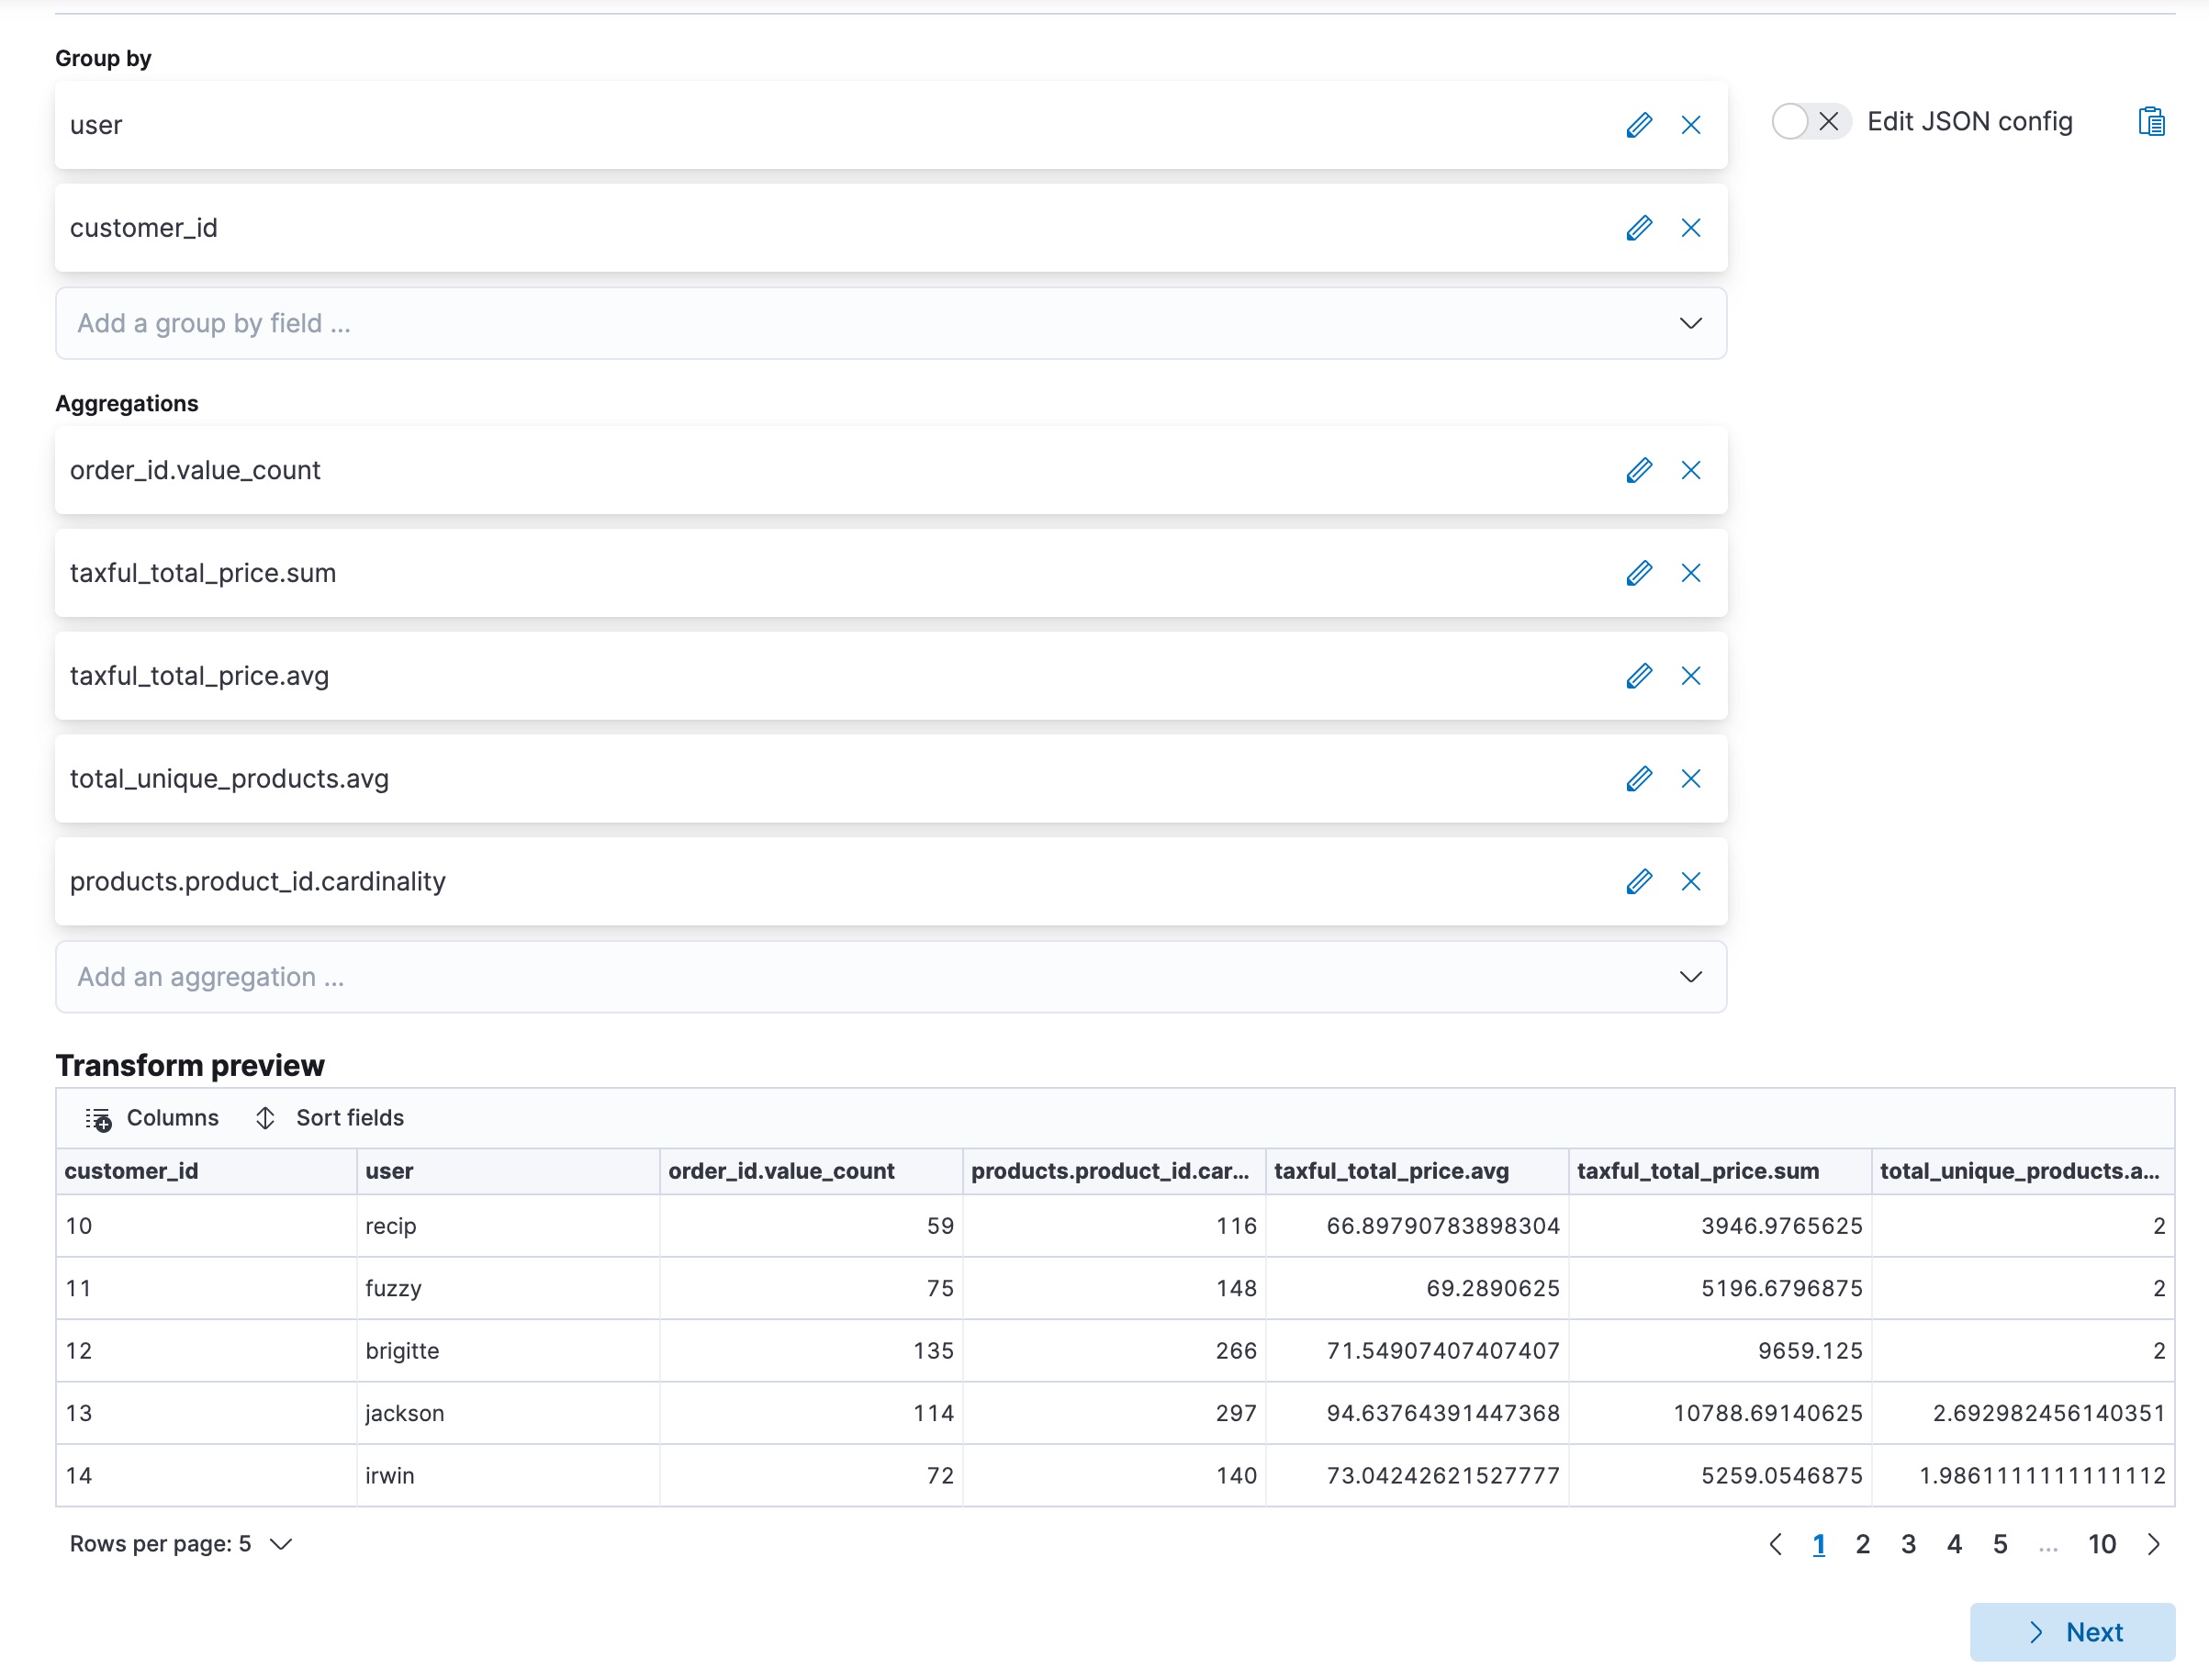 Group by
user
Edit JSON config
customer_id
Add a group by field ...
Aggregations
order_id.value_count
taxful_total_price.sum
taxful_total_price.avg
total_unique_products.avg
products.product_id.cardinality
Add an aggregation ...
Transform preview
Columns Sort fields
customer_id user order_id.value_count products.product_id.car... taxful_total_price.avg taxful_total_price.sum total_unique_products.a...
10 recip 59 116 66.89790783898304 3946.9765625 2
11 fuzzy 75 148 69.2890625 5196.6796875 2
12 brigitte 135 266 71.54907407407407 9659.125 2
13 jackson 114 297 94.63764391447368 10788.69140625 2.692982456140351
14 irwin 72 140 73.04242621527777 5259.0546875 1.9861111111111112
Rows per page: 5 1 2 3 4 5 ... 10
Next